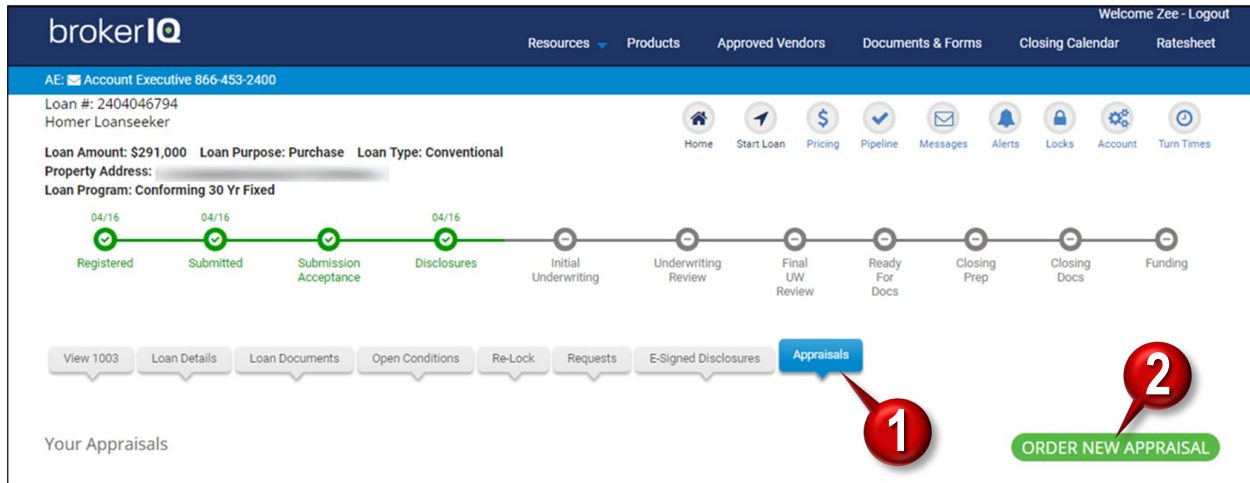 Welcome Zee - Logout
brokerIQ
Resources Products Approved Vendors Documents & Forms Closing Calendar Ratesheet
AE: Account Executive 866-453-2400
Loan #: 2404046794
Homer Loanseeker
Home Start Loan Pricing Pipeline Messages Alerts Locks Account Turn Times
Loan Amount: $291,000 Loan Purpose: Purchase Loan Type: Conventional
Property Address:
Loan Program: Conforming 30 Yr Fixed
04/16 04/16 04/16
Registered Submitted Submission Disclosures Initial Underwriting Final Ready Closing Closing Funding
Acceptance Underwriting Review UW For Prep Docs
Review Docs
View 1003 Loan Details Loan Documents Open Conditions Re-Lock Requests E-Signed Disclosures Appraisals
1 2
Your Appraisals ORDER NEW APPRAISAL